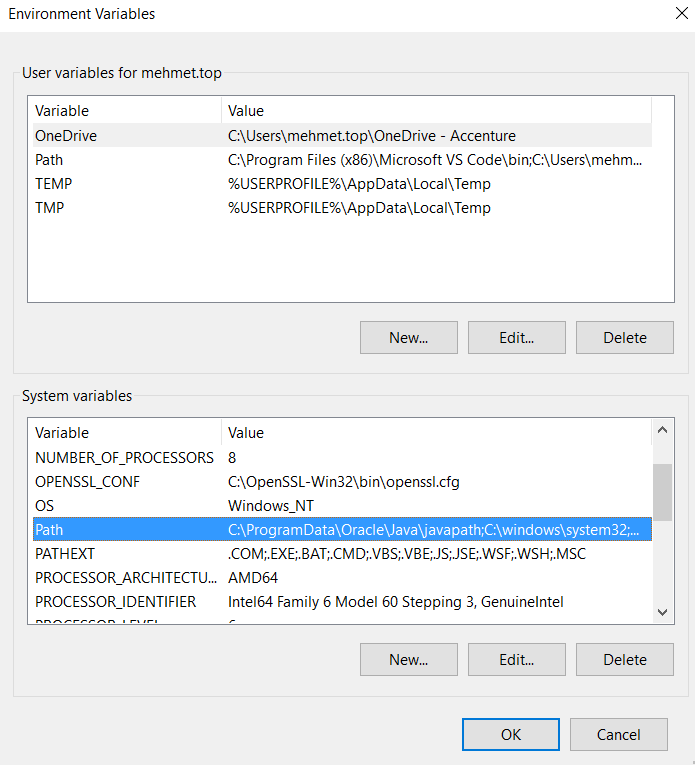 Environment Variables
User variables for mehmet.top
Variable Value
OneDrive C:\Users\mehmet.top\OneDrive - Accenture
Path C:\Program Files (x86)\Microsoft VS Code\bin;C:\Users\mehm...
TEMP %USERPROFILE%\AppData\Local\Temp
TMP %USERPROFILE%\AppData\Local\Temp
New... Edit... Delete
System variables
Variable Value
NUMBER_OF_PROCESSORS 8
OPENSSL_CONF C:\OpenSSL-Win32\bin\openssl.cfg
OS Windows_NT
Path C:\ProgramData\Oracle\Java\javapath;C:\windows\system32;...
PATHEXT .COM;.EXE;.BAT;.CMD;.VBS;.VBE;.JS;.JSE;.WSF;.WSH;.MSC
PROCESSOR_ARCHITECTU... AMD64
PROCESSOR_IDENTIFIER Intel64 Family 6 Model 60 Stepping 3, GenuineIntel
New... Edit... Delete
OK Cancel